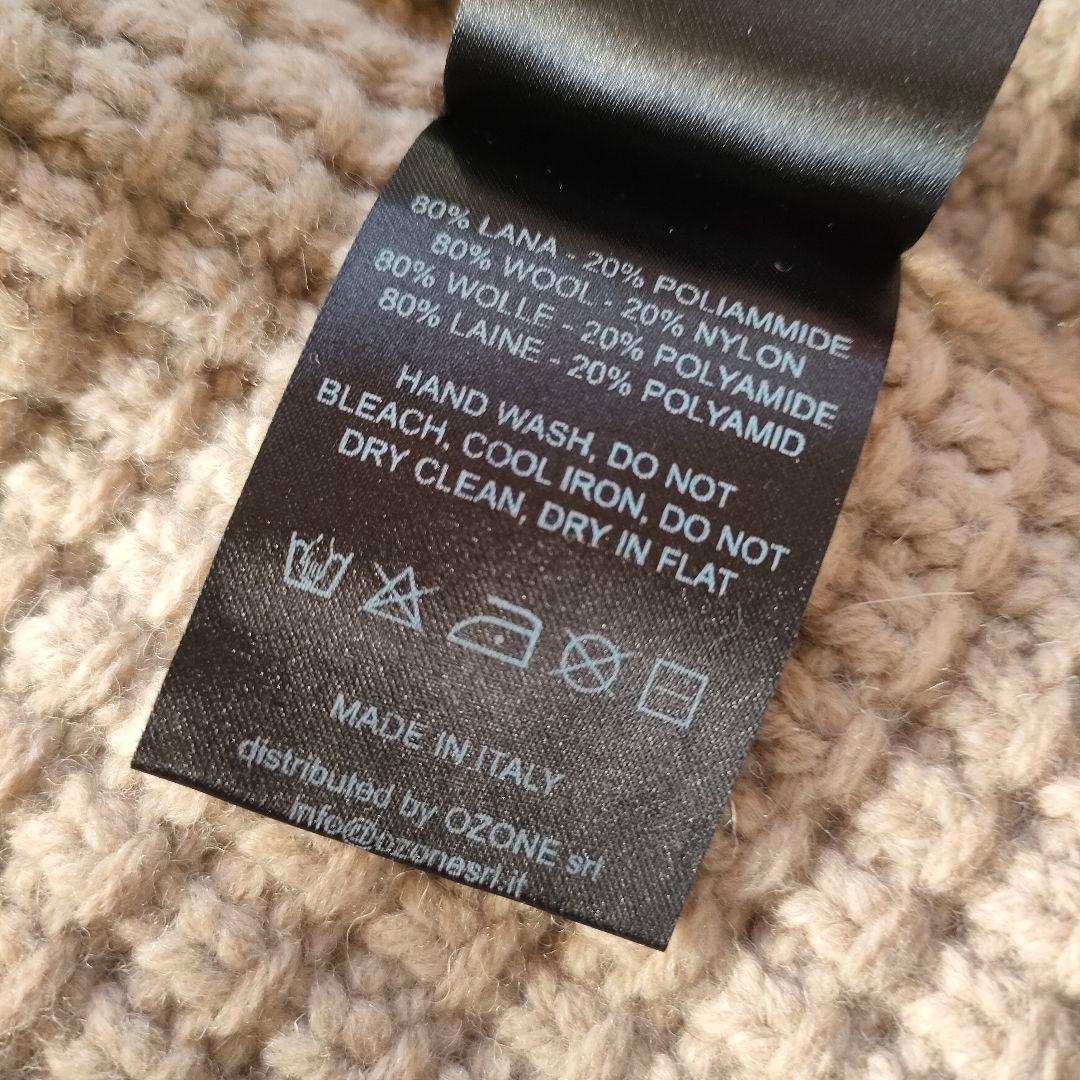 80% LANA - 20% POLIAMMIDE
80% WOOL - 20% NYLON
80% WOLLE - 20% POLYAMIDE
80% LAINE - 20% POLYAMID
HAND WASH, DO NOT
BLEACH, COOL IRON, DO NOT
DRY CLEAN, DRY IN FLAT
MADE IN ITALY
distributed by OZONE srl
info@ozonesrl.it